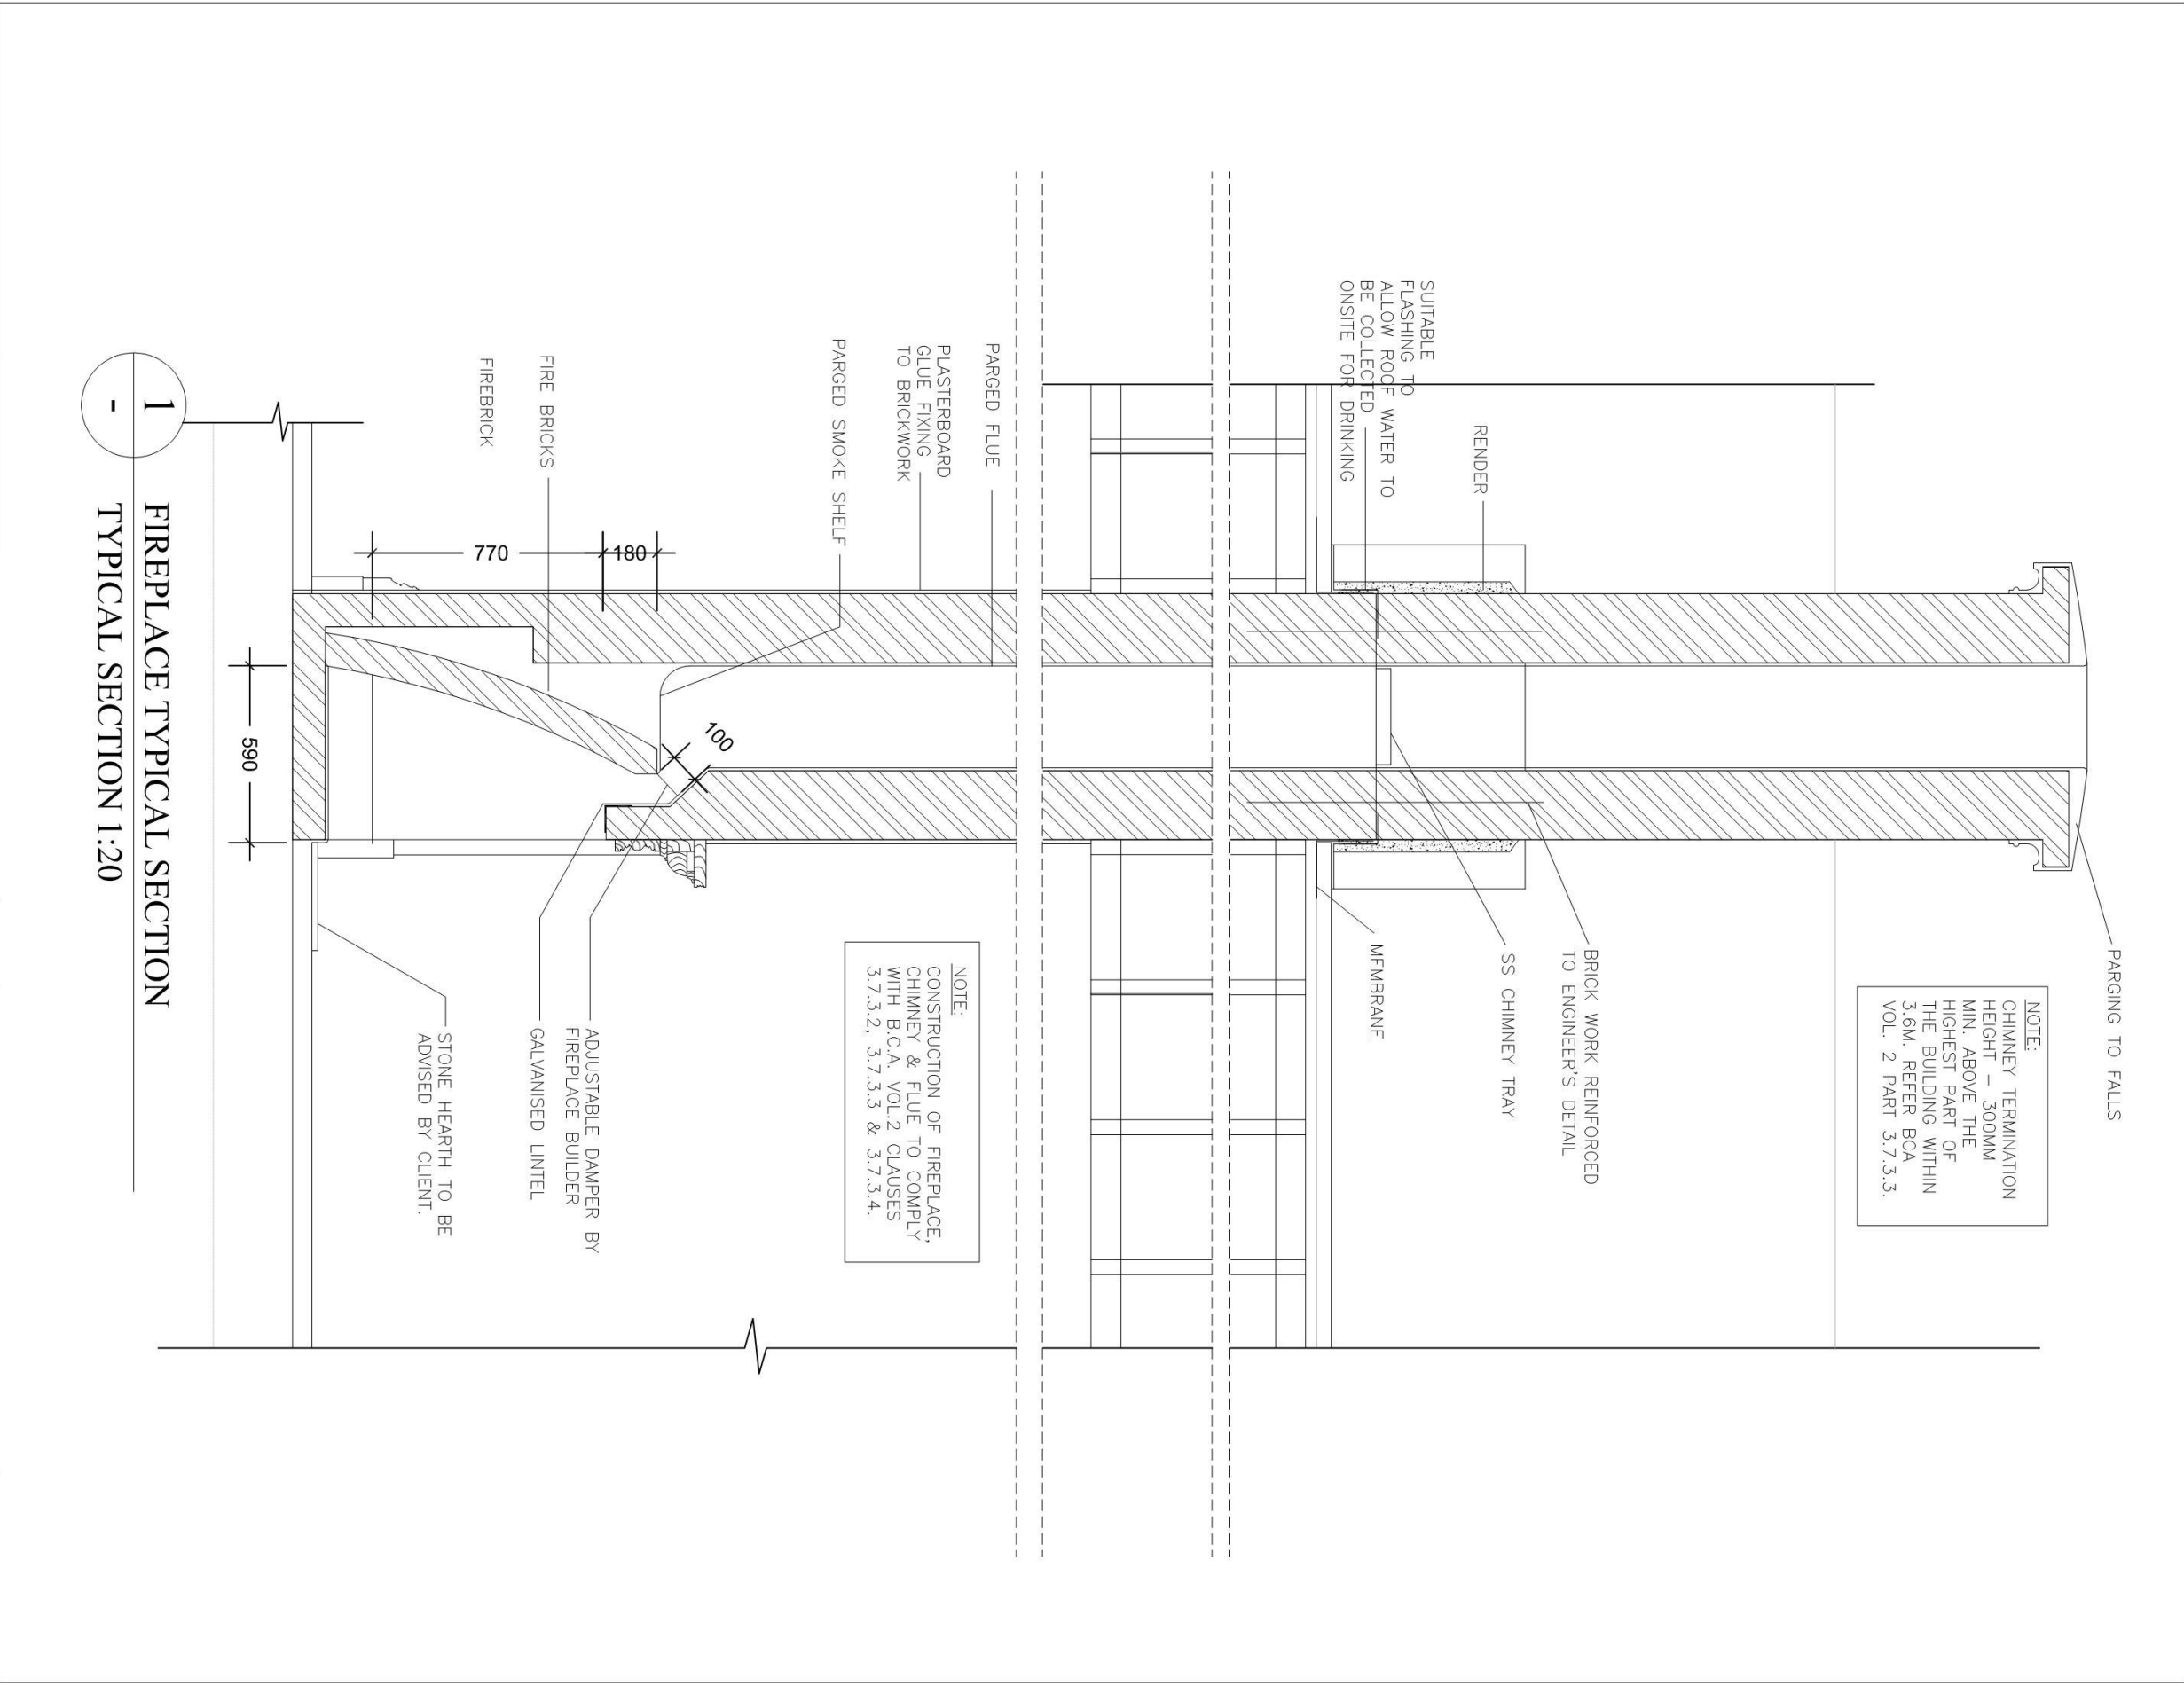 PARGING TO FALLS
NOTE:
CHIMNEY TERMINATION
HEIGHT – 300MM
MIN. ABOVE THE
HIGHEST PART OF
THE BUILDING WITHIN
3.6M. REFER BCA
VOL. 2 PART 3.7.3.3.
BRICK WORK REINFORCED
TO ENGINEER'S DETAIL
SS CHIMNEY TRAY
MEMBRANE
RENDER
SUITABLE
FLASHING TO
ALLOW ROOF WATER TO
BE COLLECTED
ONSITE FOR DRINKING
PARGED FLUE
PLASTERBOARD
GLUE FIXING
TO BRICKWORK
PARGED SMOKE SHELF
NOTE:
CONSTRUCTION OF FIREPLACE,
CHIMNEY & FLUE TO COMPLY
WITH B.C.A. VOL.2 CLAUSES
3.7.3.2, 3.7.3.3 & 3.7.3.4.
100
180
770
FIRE BRICKS
FIREBRICK
ADJUSTABLE DAMPER BY
FIREPLACE BUILDER
GALVANISED LINTEL
STONE HEARTH TO BE
ADVISED BY CLIENT.
590
1
-
FIREPLACE TYPICAL SECTION
TYPICAL SECTION 1:20